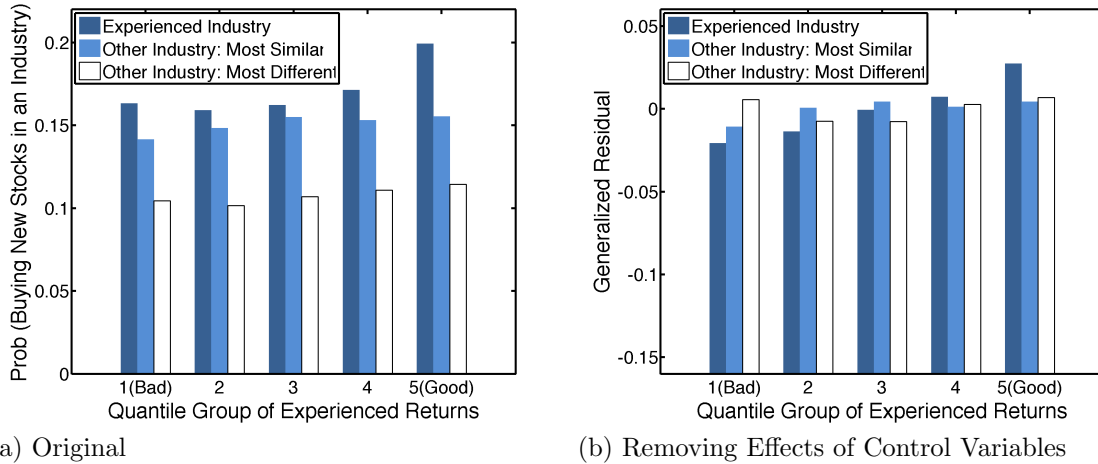 Experienced Industry
Other Industry: Most Similar
Other Industry: Most Different
Prob (Buying New Stocks in an Industry)
0.2
0.15
0.1
0.05
0
1(Bad) 2 3 4 5(Good)
Quantile Group of Experienced Returns
a) Original
Experienced Industry
Other Industry: Most Similar
Other Industry: Most Different
Generalized Residual
0.05
0
-0.05
-0.1
-0.15
1(Bad) 2 3 4 5(Good)
Quantile Group of Experienced Returns
(b) Removing Effects of Control Variables